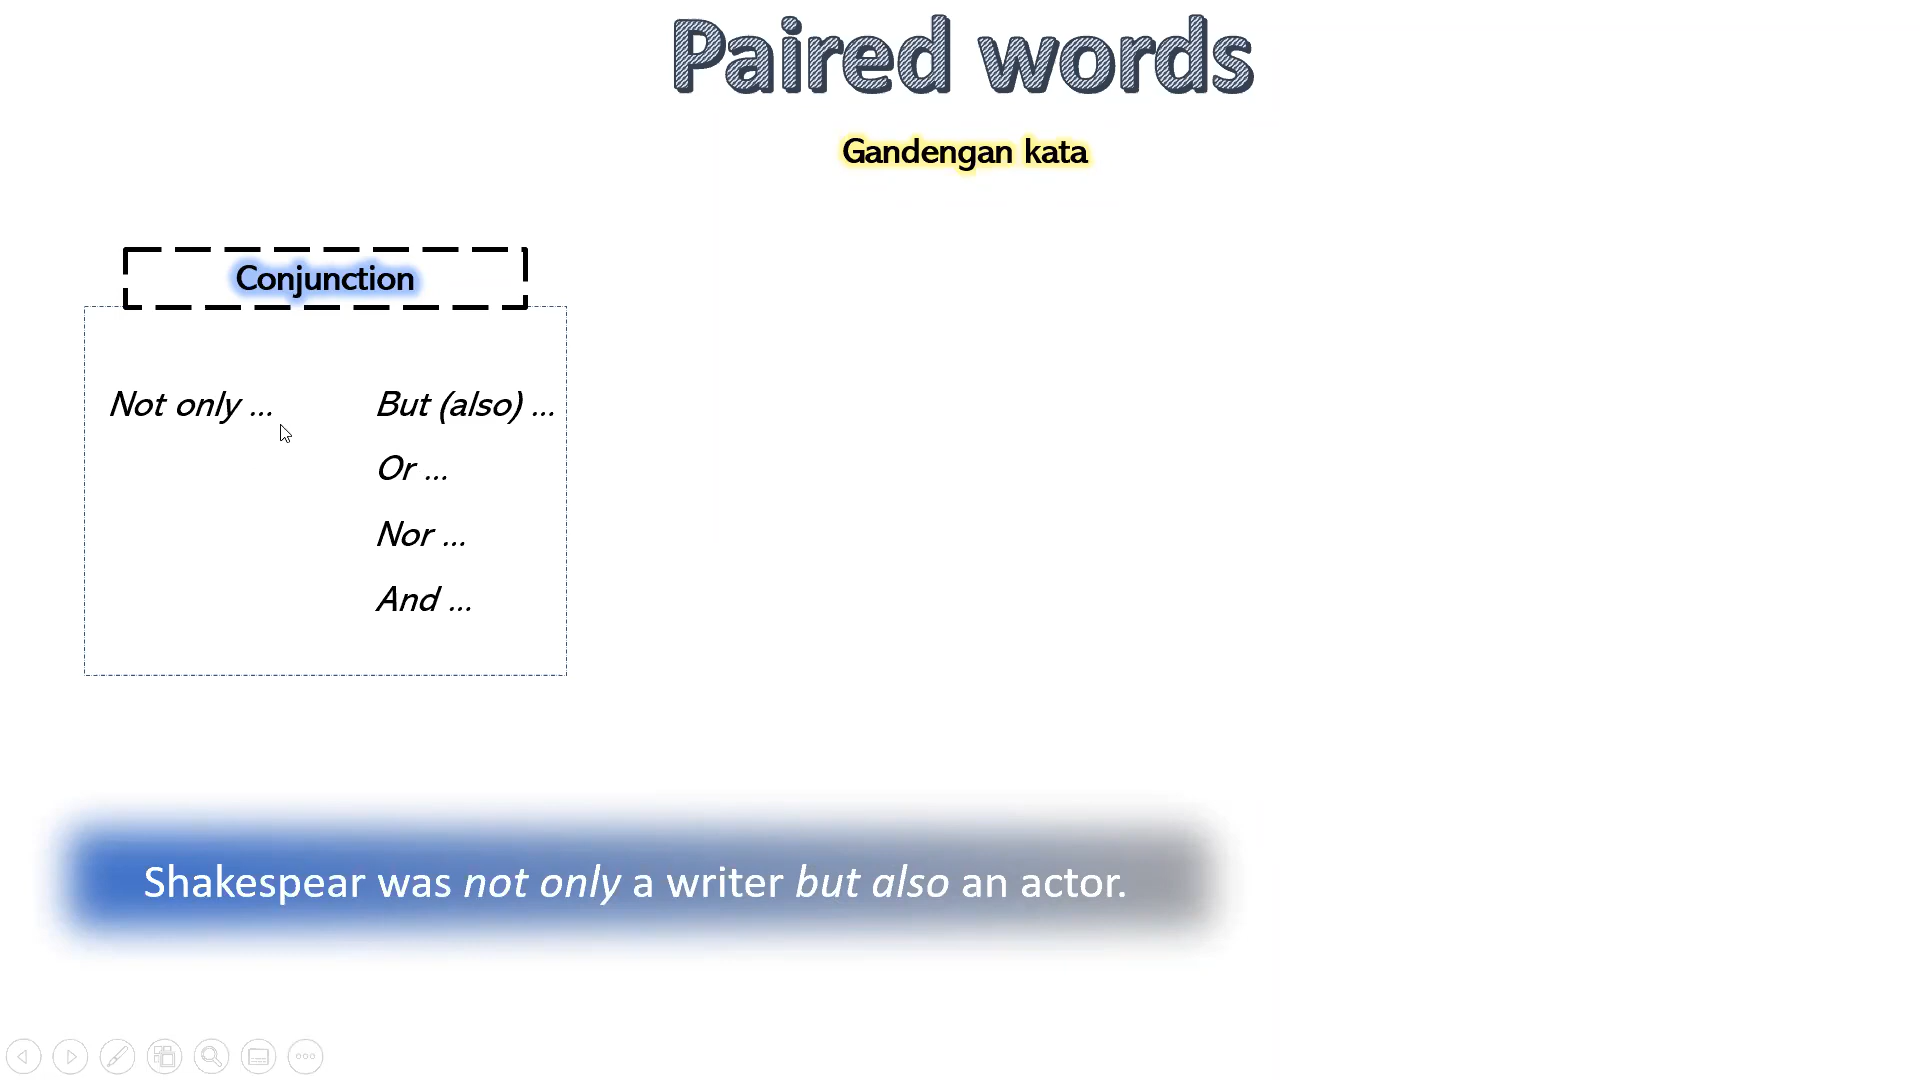 Paired words
Gandengan kata
Conjunction
Not only ... But (also) ...
Or ...
Nor ...
And ...
Shakespear was not only a writer but also an actor.